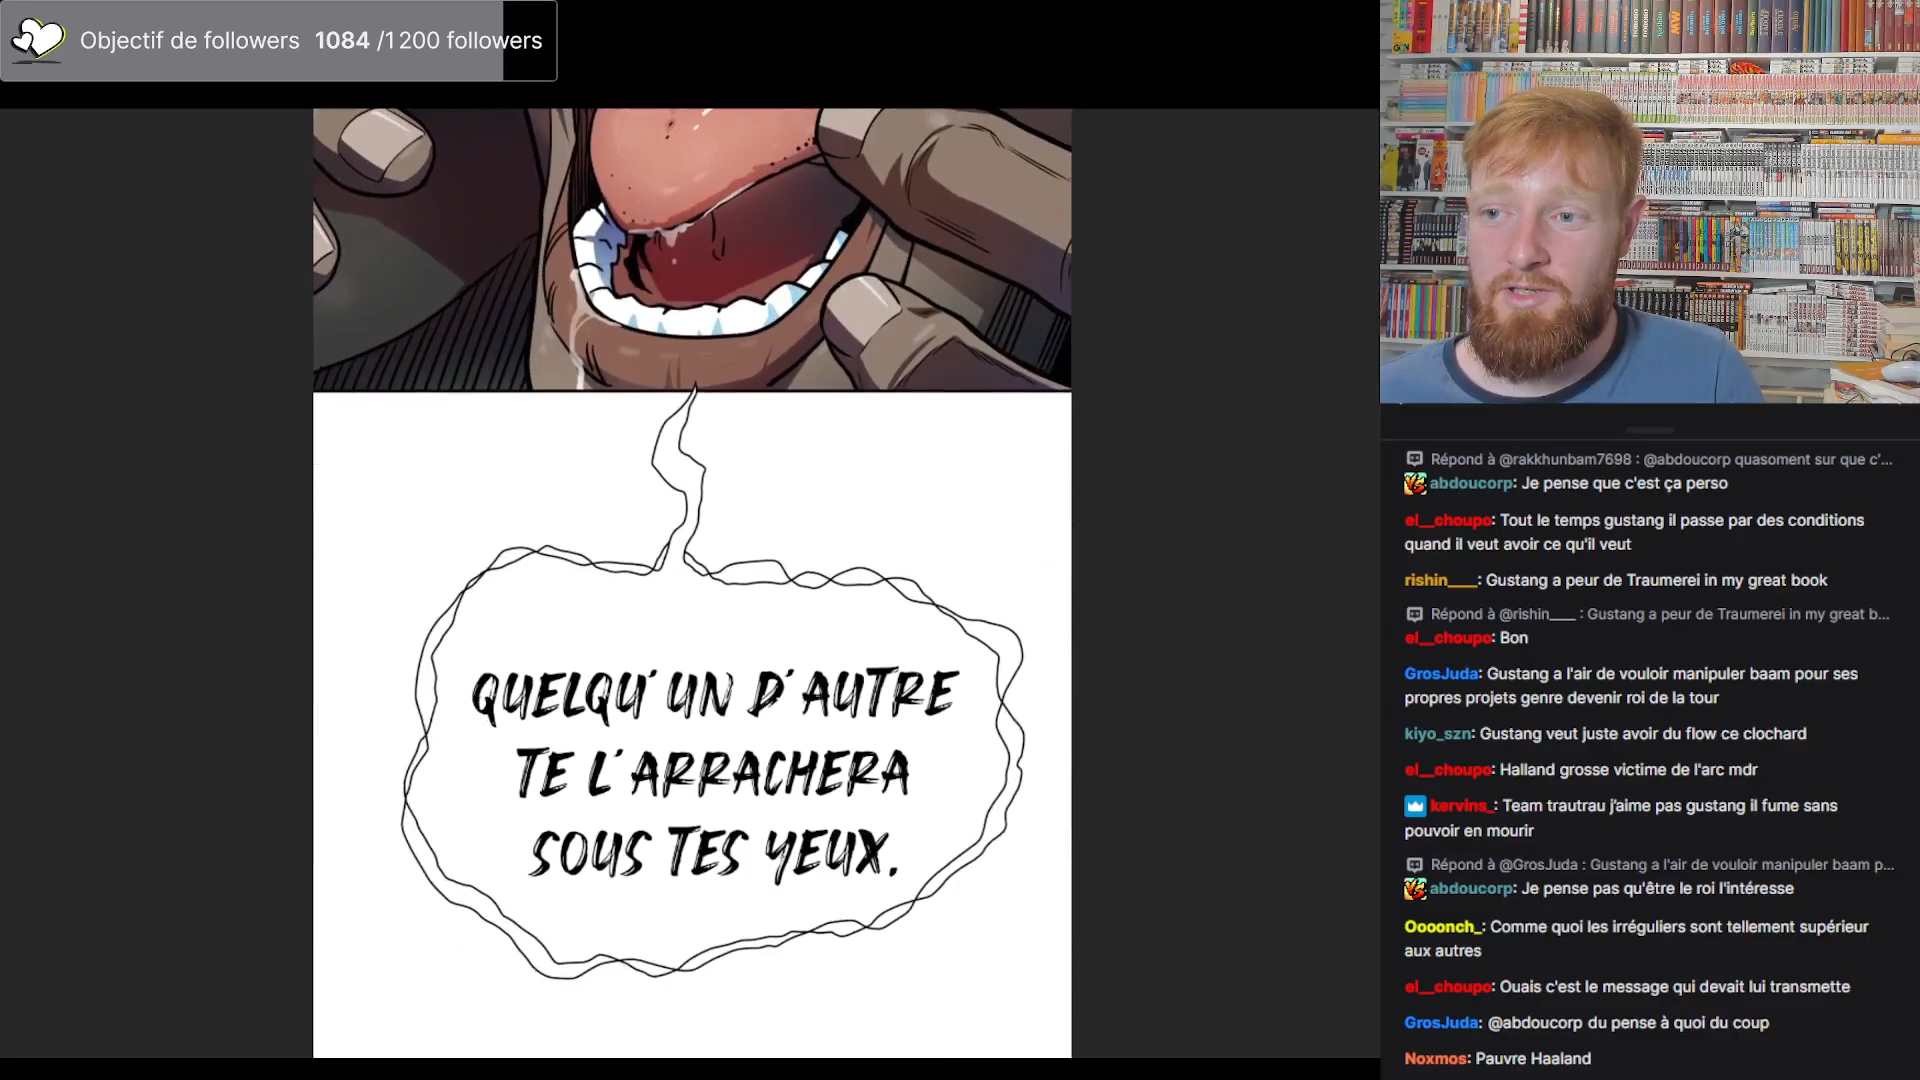 Objectif de followers 1084 /1 200 followers
QUELQU'UN D'AUTRE
TE L'ARRACHERA
SOUS TES YEUX.
Répond à @rakkhunbam7698 : @abdoucorp quasoment sur que c'...
abdoucorp: Je pense que c'est ça perso
el__choupo: Tout le temps gustang il passe par des conditions
quand il veut avoir ce qu'il veut
rishin____: Gustang a peur de Traumerei in my great book
Répond à @rishin____ : Gustang a peur de Traumerei in my great b...
el__choupo: Bon
GrosJuda: Gustang a l'air de vouloir manipuler baam pour ses
propres projets genre devenir roi de la tour
kiyo_szn: Gustang veut juste avoir du flow ce clochard
el__choupo: Halland grosse victime de l'arc mdr
kervins_: Team trautrau j'aime pas gustang il fume sans
pouvoir en mourir
Répond à @GrosJuda : Gustang a l'air de vouloir manipuler baam p...
abdoucorp: Je pense pas qu'être le roi l'intéresse
Oooonch_: Comme quoi les irréguliers sont tellement supérieur
aux autres
el__choupo: Ouais c'est le message qui devait lui transmette
GrosJuda: @abdoucorp du pense à quoi du coup
Noxmos: Pauvre Haaland